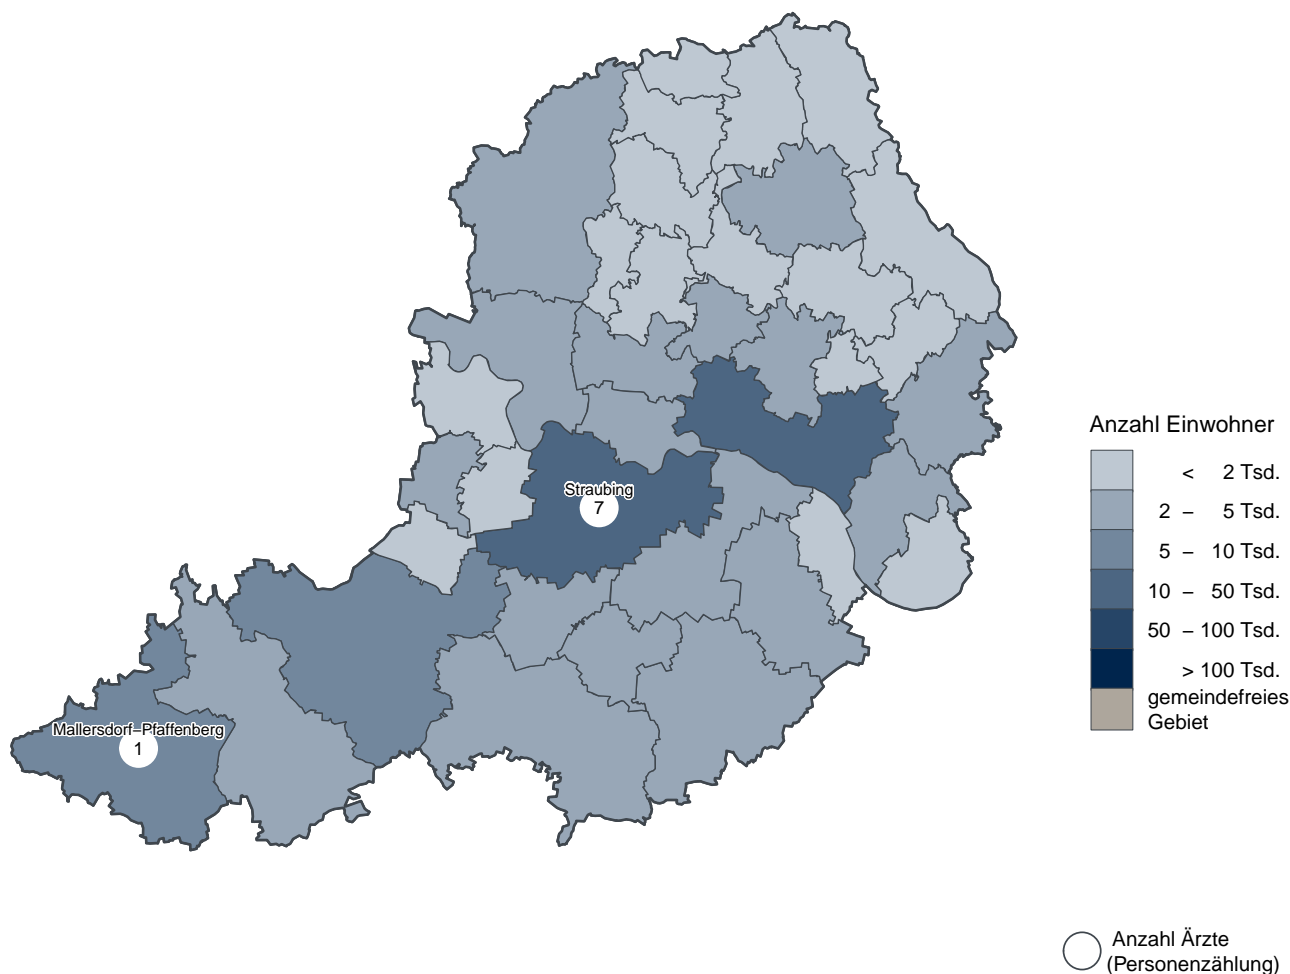 Straubing
7
Mallersdorf-Pfaffenberg
1
Anzahl Einwohner
< 2 Tsd.
2 – 5 Tsd.
5 – 10 Tsd.
10 – 50 Tsd.
50 – 100 Tsd.
> 100 Tsd.
gemeindefreies
Gebiet
Anzahl Ärzte
(Personenzählung)